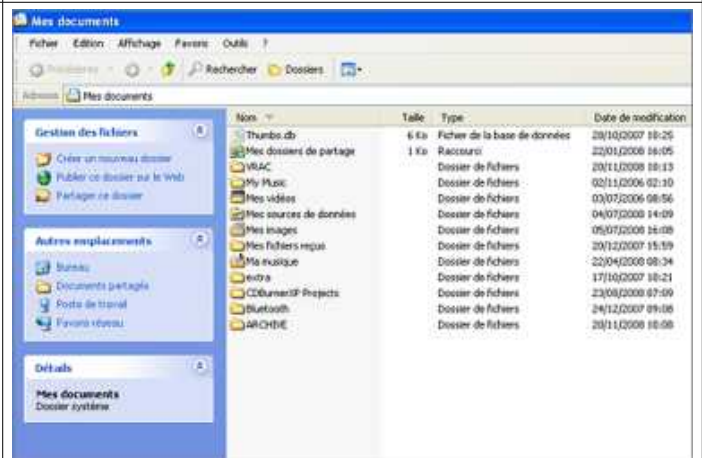 Mes documents
Fichier Edition Affichage Favoris Outils ?
Précédente Rechercher Dossiers
Adresse Mes documents
Gestion des fichiers
Créer un nouveau dossier
Publier ce dossier sur le Web
Partager ce dossier
Autres emplacements
Bureau
Documents partagés
Poste de travail
Favoris réseau
Détails
Mes documents
Dossier système
Nom Taille Type Date de modification
Thumbs.db 6 Ko Fichier de la base de données 28/10/2007 18:25
Mes dossiers de partage 1 Ko Raccourci 22/01/2008 16:05
VRAC Dossier de fichiers 20/11/2008 18:13
My Music Dossier de fichiers 02/11/2006 02:10
Mes vidéos Dossier de fichiers 03/07/2006 08:56
Mes sources de données Dossier de fichiers 04/07/2008 14:09
Mes images Dossier de fichiers 05/07/2008 16:08
Mes fichiers reçus Dossier de fichiers 20/12/2007 15:59
Ma musique Dossier de fichiers 22/04/2008 08:34
extra Dossier de fichiers 17/10/2007 18:21
CDBurnerXP Projects Dossier de fichiers 23/08/2008 07:09
Bluetooth Dossier de fichiers 24/12/2007 09:08
ARCHIVE Dossier de fichiers 20/11/2008 18:08